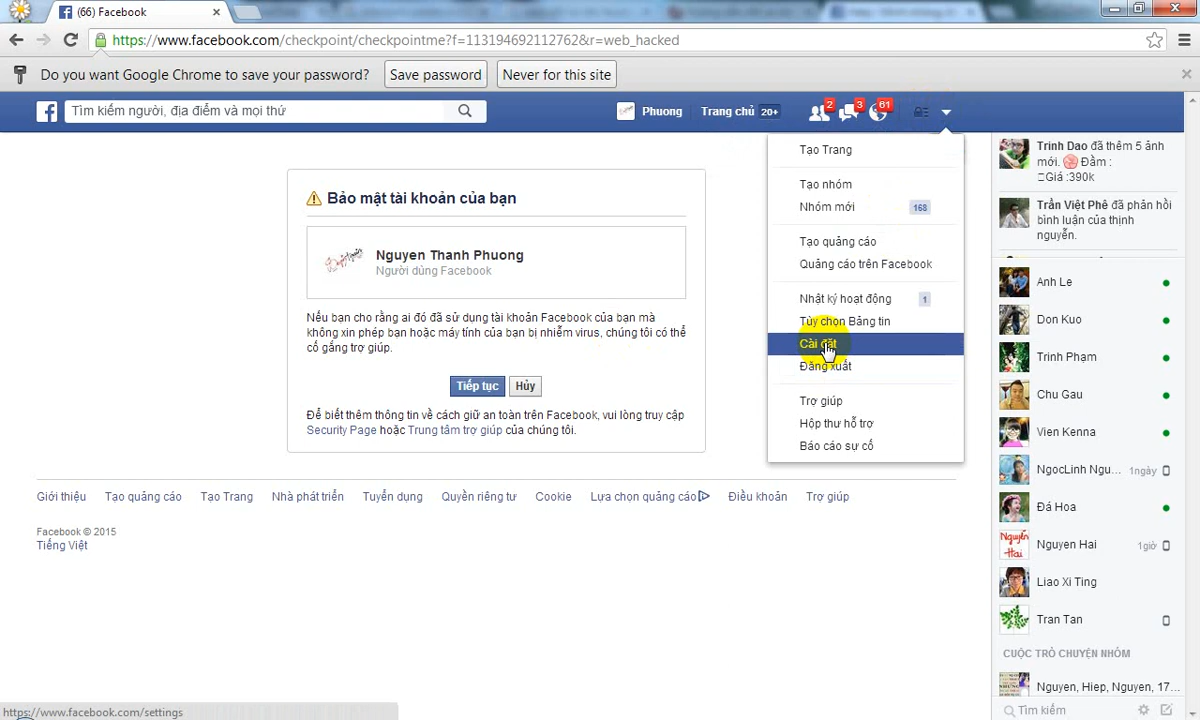 (66) Facebook
https://www.facebook.com/checkpoint/checkpointme?f=113194692112762&r=web_hacked
Do you want Google Chrome to save your password?
Save password
Never for this site
Tìm kiếm người, địa điểm và mọi thứ
Phuong
Trang chủ 20+
2
3
61
Tạo Trang
Tạo nhóm
Nhóm mới 168
Tạo quảng cáo
Quảng cáo trên Facebook
Nhật ký hoạt động 1
Tùy chọn Bảng tin
Cài đặt
Đăng xuất
Trợ giúp
Hộp thư hỗ trợ
Báo cáo sự cố
Bảo mật tài khoản của bạn
Nguyen Thanh Phuong
Người dùng Facebook
Nếu bạn cho rằng ai đó đã sử dụng tài khoản Facebook của bạn mà
không xin phép bạn hoặc máy tính của bạn bị nhiễm virus, chúng tôi có thể
cố gắng trợ giúp.
Tiếp tục
Hủy
Để biết thêm thông tin về cách giữ an toàn trên Facebook, vui lòng truy cập
Security Page hoặc Trung tâm trợ giúp của chúng tôi.
Giới thiệu
Tạo quảng cáo
Tạo Trang
Nhà phát triển
Tuyển dụng
Quyền riêng tư
Cookie
Lựa chọn quảng cáo
Điều khoản
Trợ giúp
Facebook © 2015
Tiếng Việt
Trinh Dao đã thêm 5 ảnh
mới. Đầm :
Giá :390k
Trần Việt Phê đã phản hồi
bình luận của thịnh
nguyễn.
Anh Le
Don Kuo
Trinh Phạm
Chu Gau
Vien Kenna
NgocLinh Ngu... 1ngày
Đá Hoa
Nguyen Hai 1giờ
Liao Xi Ting
Tran Tan
CUỘC TRÒ CHUYỆN NHÓM
Nguyen, Hiep, Nguyen, 17...
Tìm kiếm
https://www.facebook.com/settings